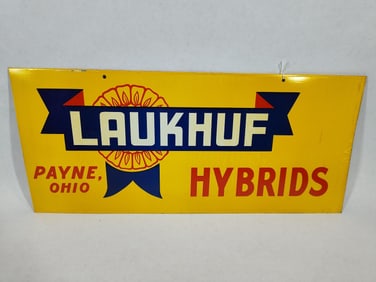 LAUKHUF
PAYNE,
OHIO
HYBRIDS